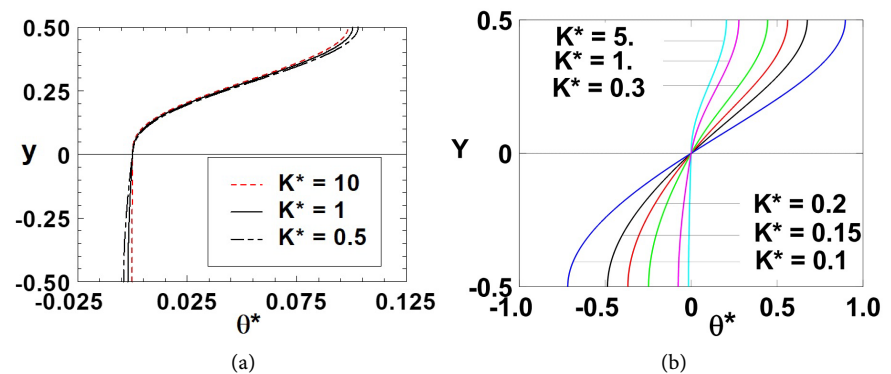 0.50
0.25
y
0
-0.25
-0.50
-0.025
0.025
0.075
0.125
θ*
K* = 10
K* = 1
K* = 0.5
(a)
0.5
Y
0
-0.5
-1.0
-0.5
0
0.5
1.0
θ*
K* = 5.
K* = 1.
K* = 0.3
K* = 0.2
K* = 0.15
K* = 0.1
(b)